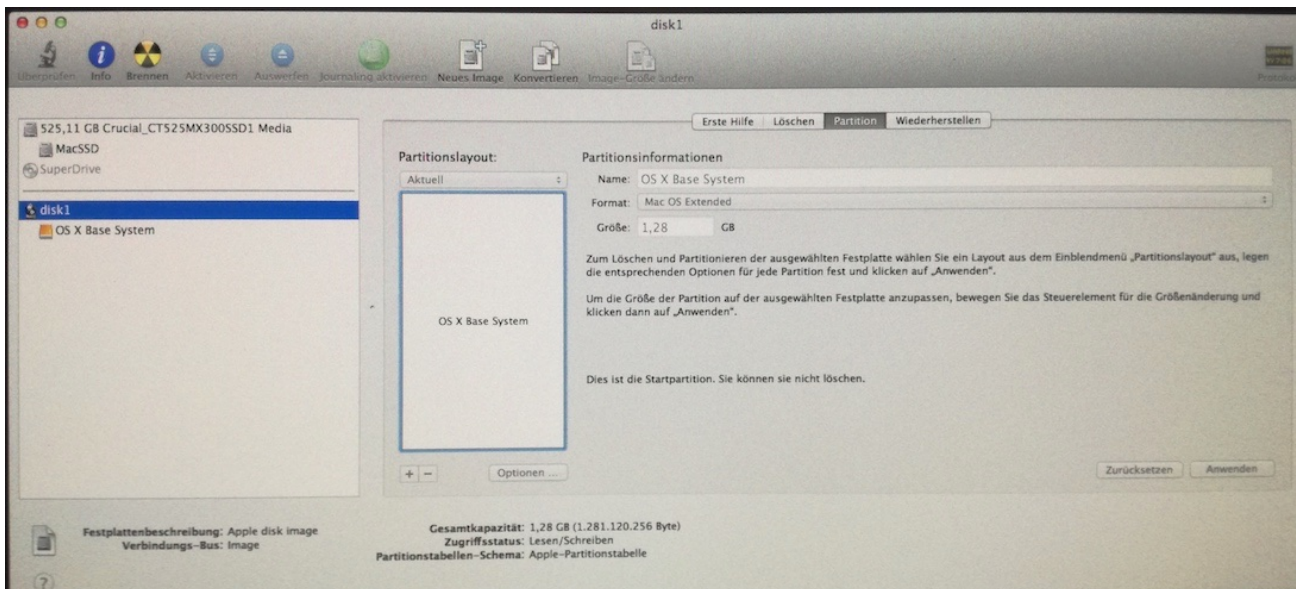 disk1
Überprüfen Info Brennen Aktivieren Auswerfen Journaling aktivieren Neues Image Konvertieren Image-Größe ändern
525,11 GB Crucial_CT525MX300SSD1 Media
MacSSD
SuperDrive
disk1
OS X Base System
Erste Hilfe Löschen Partition Wiederherstellen
Partitionslayout:
Aktuell
OS X Base System
Optionen ...
Partitionsinformationen
Name: OS X Base System
Format: Mac OS Extended
Größe: 1,28 GB
Zum Löschen und Partitionieren der ausgewählten Festplatte wählen Sie ein Layout aus dem Einblendmenü „Partitionslayout“ aus, legen
die entsprechenden Optionen für jede Partition fest und klicken auf „Anwenden“.
Um die Größe der Partition auf der ausgewählten Festplatte anzupassen, bewegen Sie das Steuerelement für die Größenänderung und
klicken dann auf „Anwenden“.
Dies ist die Startpartition. Sie können sie nicht löschen.
Zurücksetzen Anwenden
Festplattenbeschreibung: Apple disk image
Verbindungs-Bus: Image
Gesamtkapazität: 1,28 GB (1.281.120.256 Byte)
Zugriffsstatus: Lesen/Schreiben
Partitionstabellen-Schema: Apple-Partitionstabelle
?